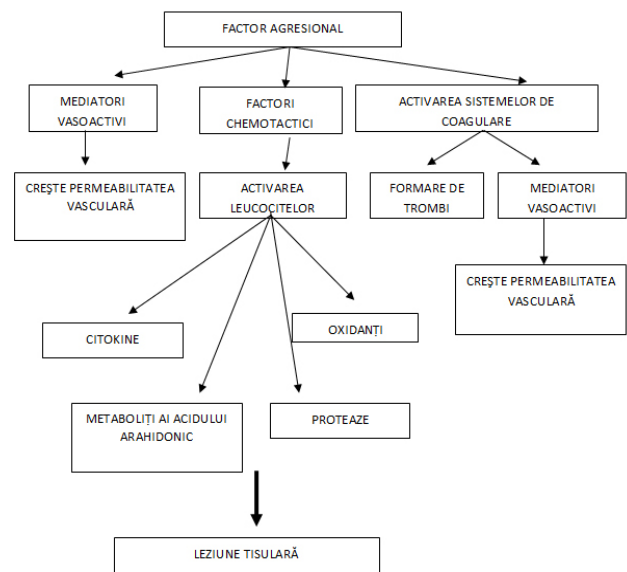 FACTOR AGRESIONAL
MEDIATORI
VASOACTIVI
FACTORI
CHEMOTACTICI
ACTIVAREA SISTEMELOR DE
COAGULARE
CREŞTE PERMEABILITATEA
VASCULARĂ
ACTIVAREA
LEUCOCITELOR
FORMARE DE
TROMBI
MEDIATORI
VASOACTIVI
CREŞTE PERMEABILITATEA
VASCULARĂ
CITOKINE
OXIDANȚI
METABOLIȚI AI ACIDULUI
ARAHIDONIC
PROTEAZE
LEZIUNE TISULARĂ